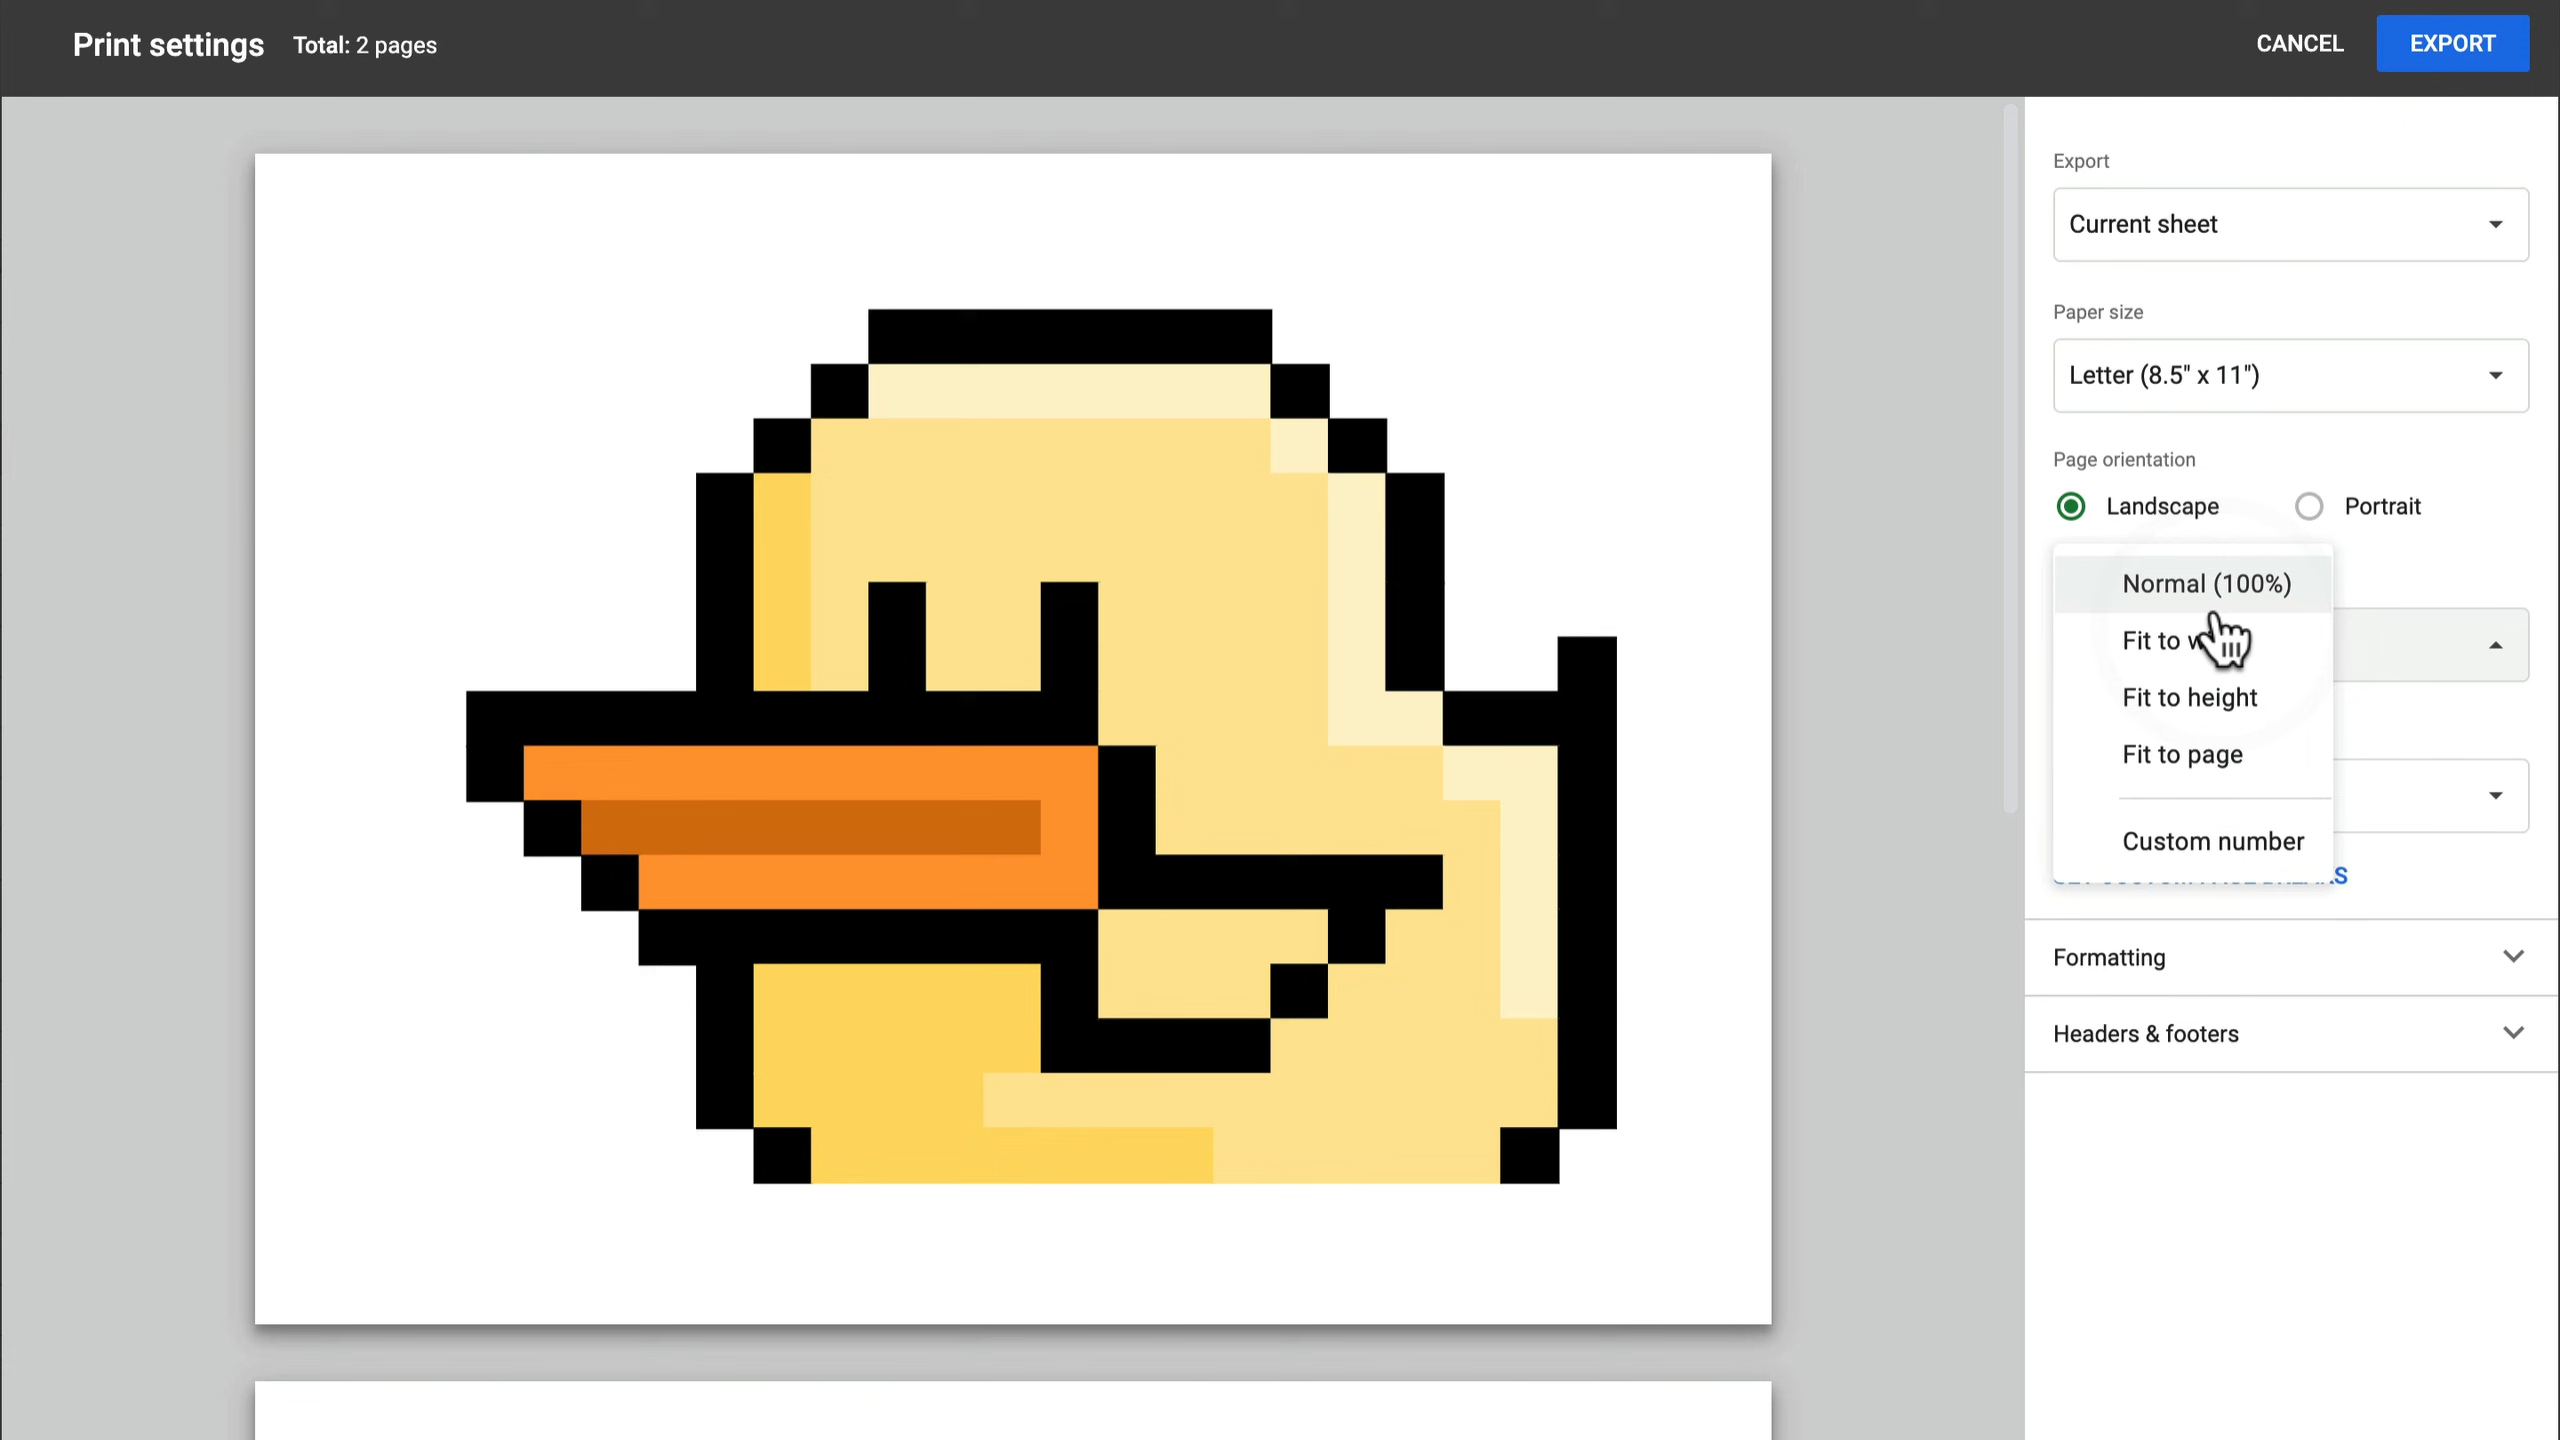 Print settings Total: 2 pages CANCEL EXPORT
Export
Current sheet
Paper size
Letter (8.5" x 11")
Page orientation
Landscape Portrait
Normal (100%)
Fit to
Fit to height
Fit to page
Custom number
Formatting
Headers & footers